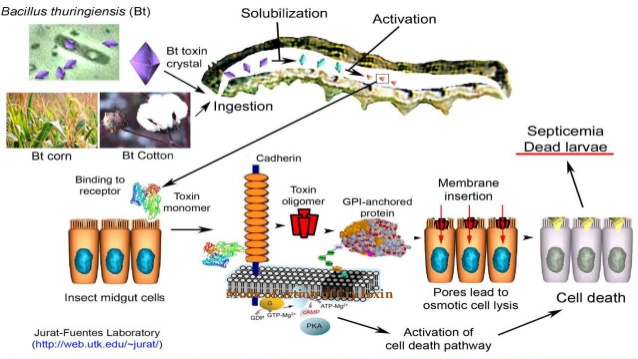 Bacillus thuringiensis (Bt)
Solubilization
Activation
Bt toxin
crystal
Ingestion
Bt corn
Bt Cotton
Septicemia
Dead larvae
Cadherin
Binding to
receptor
Toxin
monomer
Toxin
oligomer
GPI-anchored
protein
Membrane
insertion
Insect midgut cells
toxin
G
GDP
GTP-Mg²⁺
ATP-Mg²⁺
cAMP
PKA
Pores lead to
osmotic cell lysis
Cell death
Activation of
cell death pathway
Jurat-Fuentes Laboratory
(http://web.utk.edu/~jurat/)